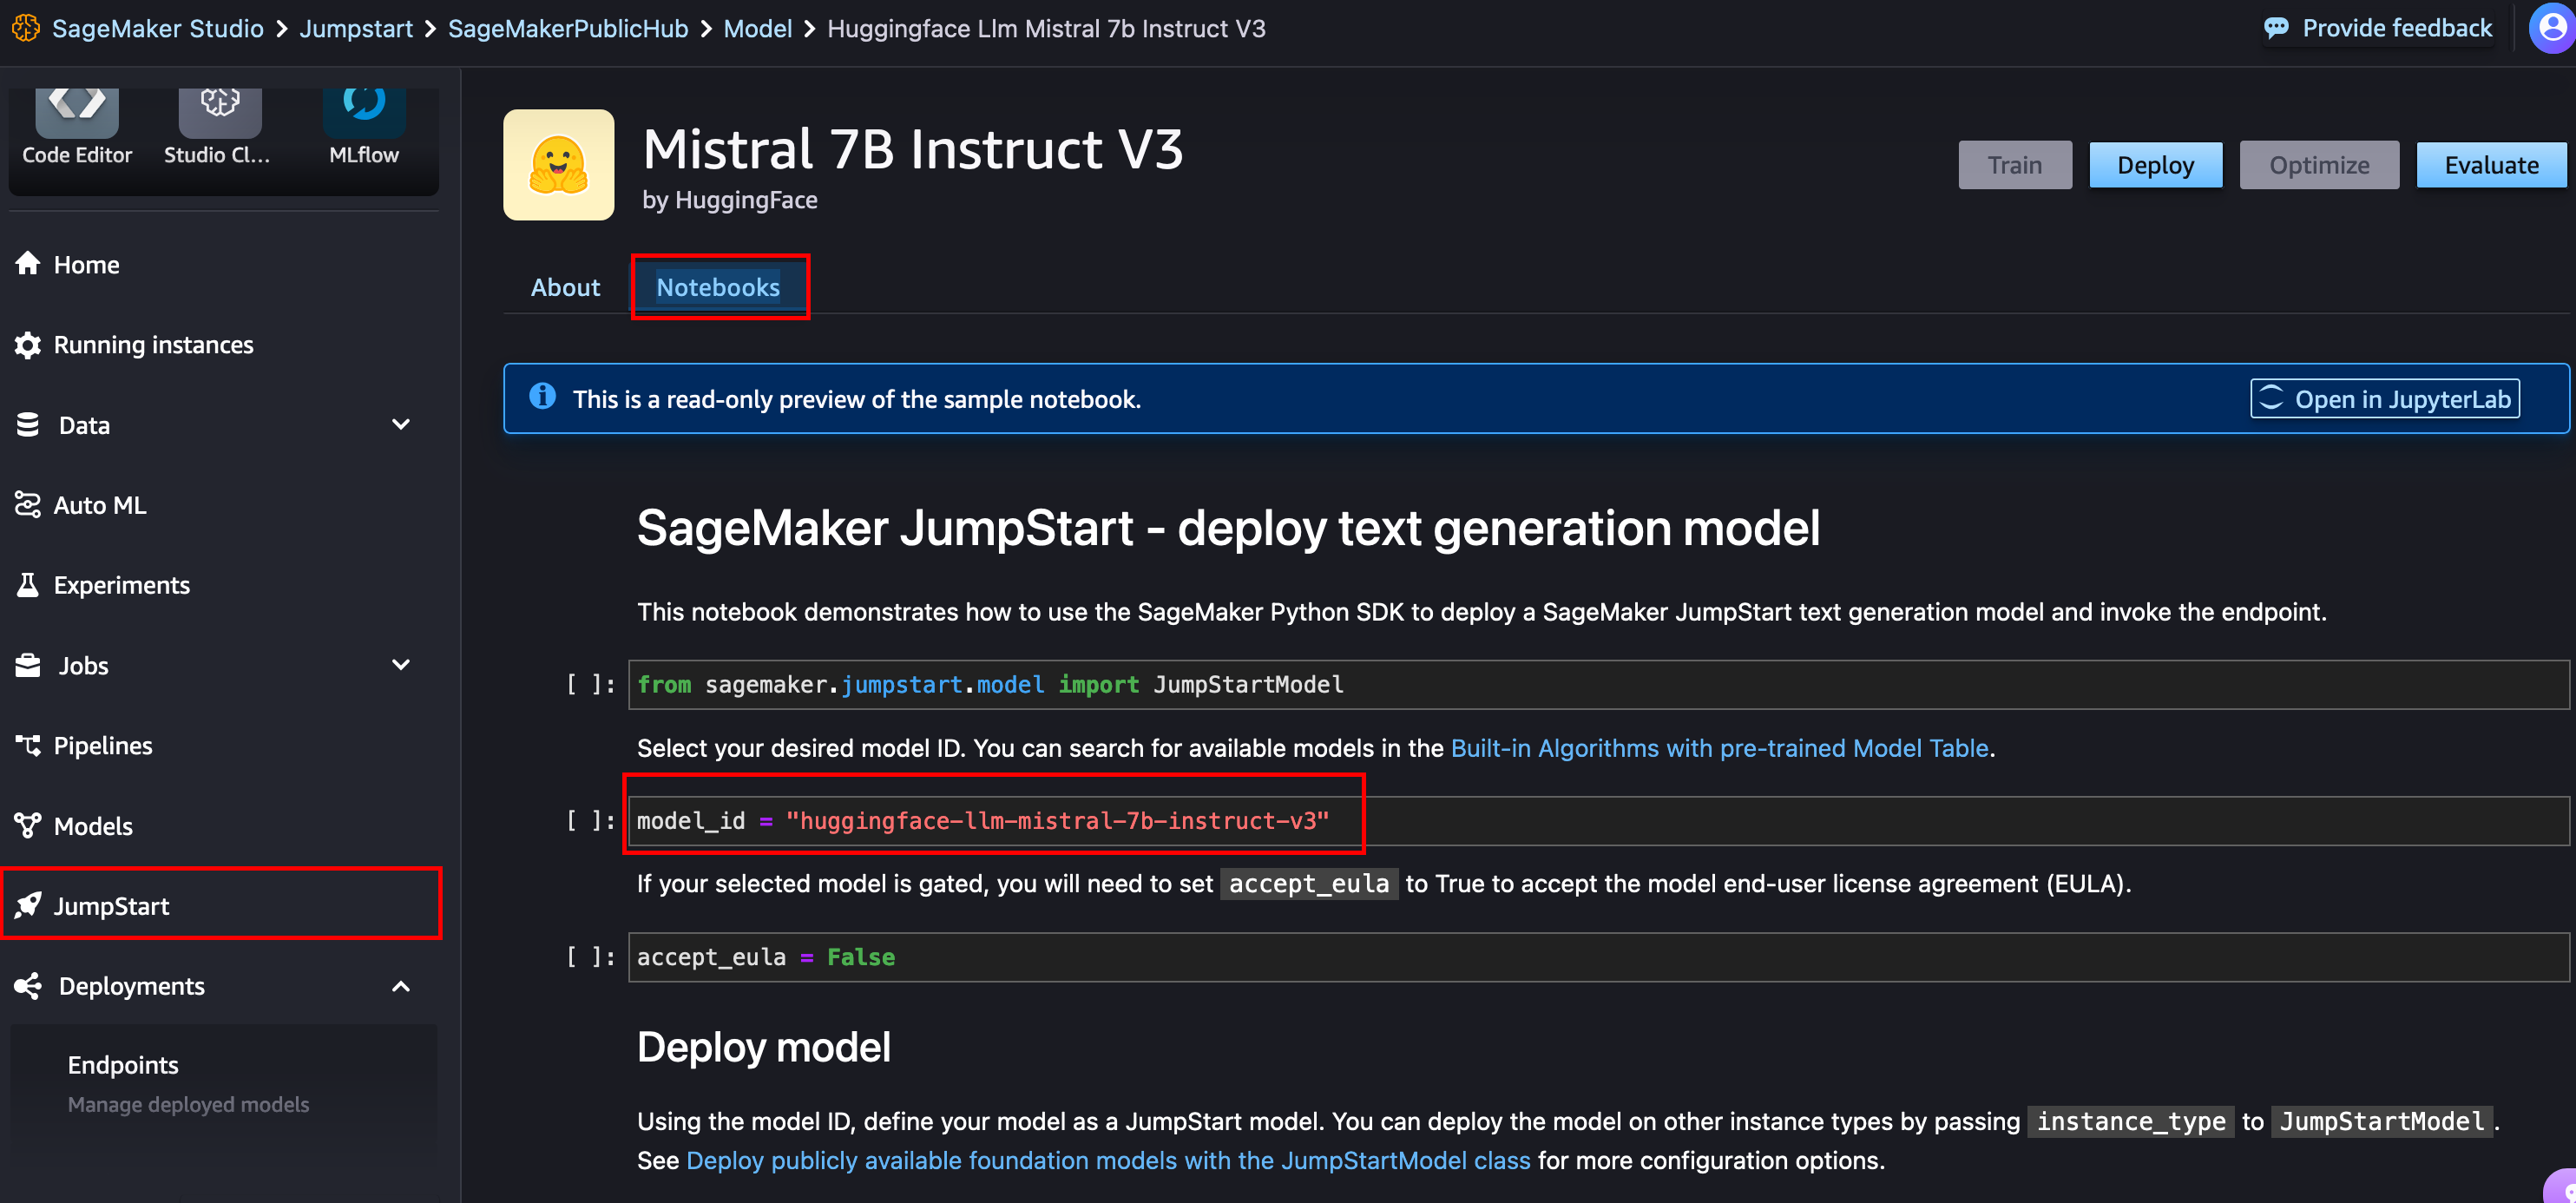 SageMaker Studio > Jumpstart > SageMakerPublicHub > Model > Huggingface Llm Mistral 7b Instruct V3
Provide feedback
Code Editor
Studio Cl...
MLflow
Home
Running instances
Data
Auto ML
Experiments
Jobs
Pipelines
Models
JumpStart
Deployments
Endpoints
Manage deployed models
Mistral 7B Instruct V3
by HuggingFace
Train
Deploy
Optimize
Evaluate
About
Notebooks
This is a read-only preview of the sample notebook.
Open in JupyterLab
SageMaker JumpStart - deploy text generation model
This notebook demonstrates how to use the SageMaker Python SDK to deploy a SageMaker JumpStart text generation model and invoke the endpoint.
[ ]: from sagemaker.jumpstart.model import JumpStartModel
Select your desired model ID. You can search for available models in the Built-in Algorithms with pre-trained Model Table.
[ ]: model_id = "huggingface-llm-mistral-7b-instruct-v3"
If your selected model is gated, you will need to set accept_eula to True to accept the model end-user license agreement (EULA).
[ ]: accept_eula = False
Deploy model
Using the model ID, define your model as a JumpStart model. You can deploy the model on other instance types by passing instance_type to JumpStartModel.
See Deploy publicly available foundation models with the JumpStartModel class for more configuration options.